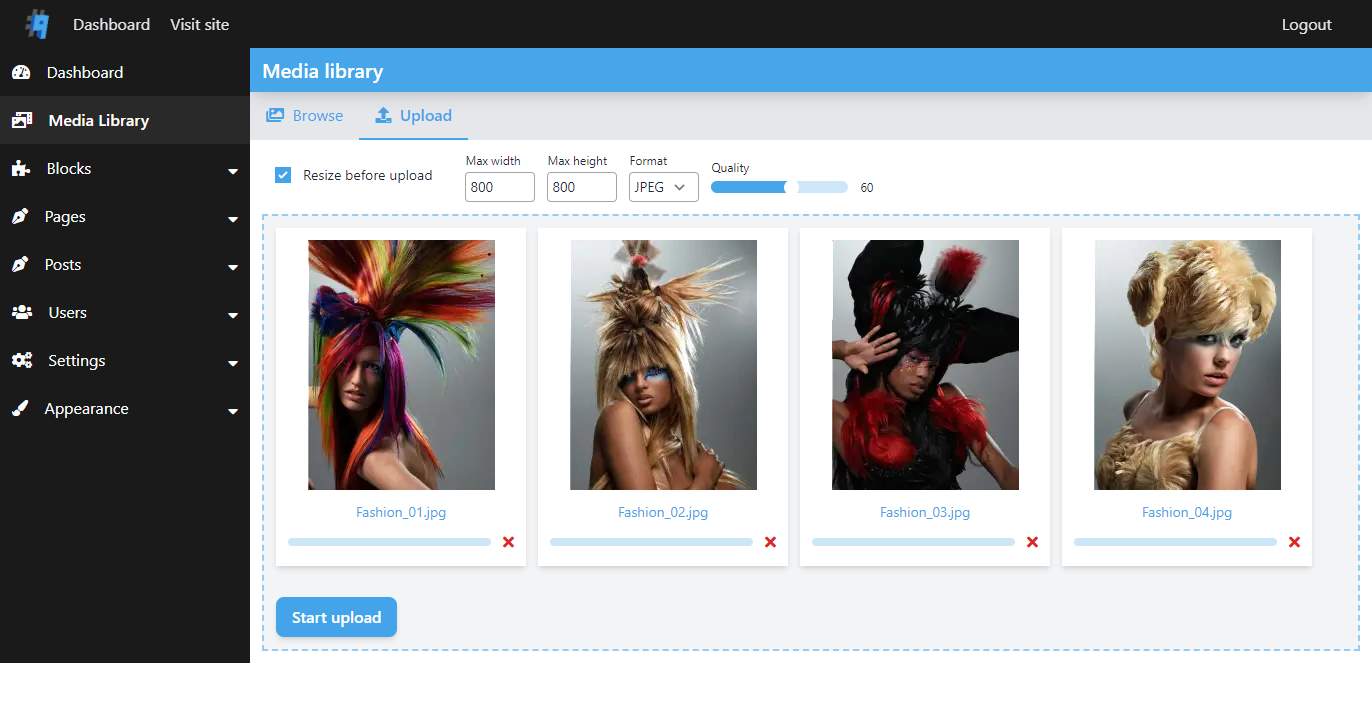 Dashboard Visit site Logout
Dashboard
Media Library
Blocks
Pages
Posts
Users
Settings
Appearance
Media library
Browse Upload
Resize before upload
Max width Max height Format Quality
800 800 JPEG 60
Fashion_01.jpg Fashion_02.jpg Fashion_03.jpg Fashion_04.jpg
Start upload